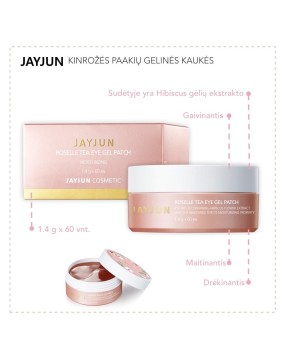 JAYJUN KINROŽĖS PAAKIŲ GELINĖS KAUKĖS
Sudėtyje yra Hibiscus gėlių ekstrakto
Gaivinantis
JAYJUN
ROSELLE TEA EYE GEL PATCH
JAYJUN COSMETIC
JAYJUN
ROSELLE TEA EYE GEL PATCH
1.4 g x 60 vnt.
Maitinantis
Drėkinantis